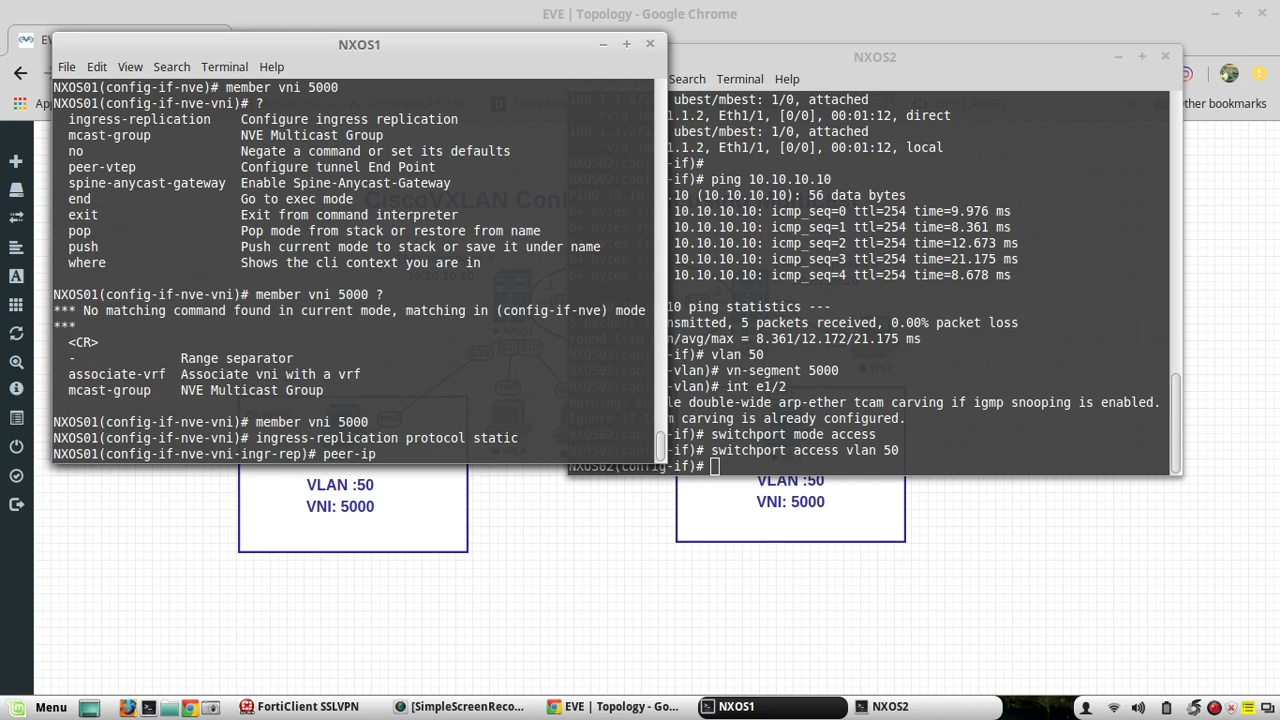 EVE | Topology - Google Chrome
EV
NXOS1
File Edit View Search Terminal Help
NXOS01(config-if-nve)# member vni 5000
NXOS01(config-if-nve-vni)# ?
ingress-replication Configure ingress replication
mcast-group NVE Multicast Group
no Negate a command or set its defaults
peer-vtep Configure tunnel End Point
spine-anycast-gateway Enable Spine-Anycast-Gateway
end Go to exec mode
exit Exit from command interpreter
pop Pop mode from stack or restore from name
push Push current mode to stack or save it under name
where Shows the cli context you are in
NXOS01(config-if-nve-vni)# member vni 5000 ?
*** No matching command found in current mode, matching in (config-if-nve) mode
***
<CR>
- Range separator
associate-vrf Associate vni with a vrf
mcast-group NVE Multicast Group
NXOS01(config-if-nve-vni)# member vni 5000
NXOS01(config-if-nve-vni)# ingress-replication protocol static
NXOS01(config-if-nve-vni-ingr-rep)# peer-ip
NXOS2
Search Terminal Help
ther bookmarks
ubest/mbest: 1/0, attached
1.1.2, Eth1/1, [0/0], 00:01:12, direct
ubest/mbest: 1/0, attached
1.1.2, Eth1/1, [0/0], 00:01:12, local
-if)#
-if)# ping 10.10.10.10
(10.10.10.10): 56 data bytes
10.10.10.10: icmp_seq=0 ttl=254 time=9.976 ms
10.10.10.10: icmp_seq=1 ttl=254 time=8.361 ms
10.10.10.10: icmp_seq=2 ttl=254 time=12.673 ms
10.10.10.10: icmp_seq=3 ttl=254 time=21.175 ms
10.10.10.10: icmp_seq=4 ttl=254 time=8.678 ms
10 ping statistics ---
nsmitted, 5 packets received, 0.00% packet loss
n/avg/max = 8.361/12.172/21.175 ms
-if)# vlan 50
-vlan)# vn-segment 5000
-vlan)# int e1/2
le double-wide arp-ether tcam carving if igmp snooping is enabled.
am carving is already configured.
-if)# switchport mode access
-if)# switchport access vlan 50
NXOS02(config-if)#
VLAN :50
VNI: 5000
VLAN :50
VNI: 5000
Menu
FortiClient SSLVPN
[SimpleScreenReco...
EVE | Topology - Go...
NXOS1
NXOS2